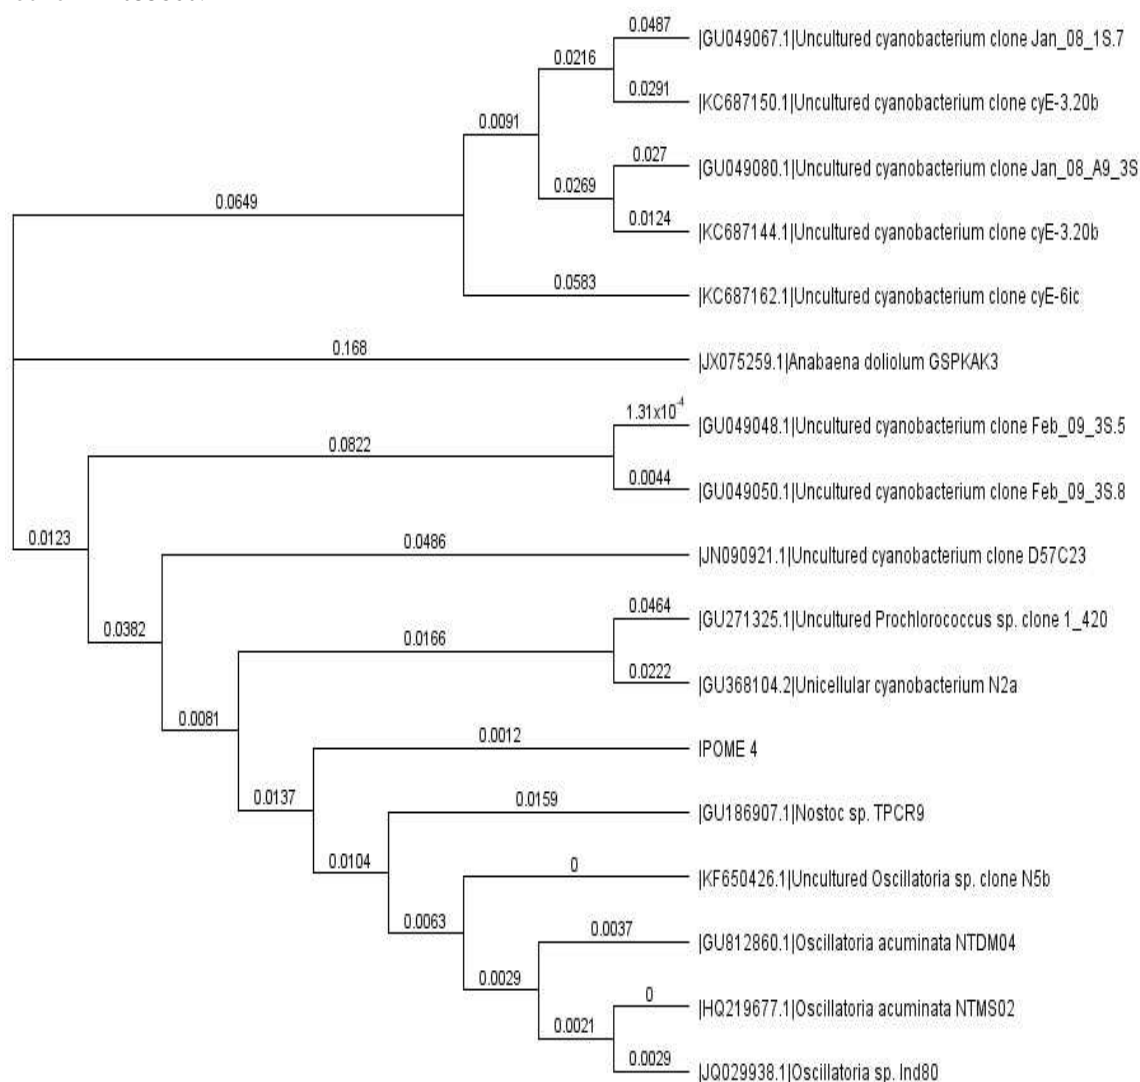 0.0487
|GU049067.1|Uncultured cyanobacterium clone Jan_08_1S.7
0.0216
0.0291
|KC687150.1|Uncultured cyanobacterium clone cyE-3.20b
0.0091
0.027
|GU049080.1|Uncultured cyanobacterium clone Jan_08_A9_3S
0.0269
0.0649
0.0124
|KC687144.1|Uncultured cyanobacterium clone cyE-3.20b
0.0583
|KC687162.1|Uncultured cyanobacterium clone cyE-6ic
0.168
|JX075259.1|Anabaena doliolum GSPKAK3
1.31x10-4
|GU049048.1|Uncultured cyanobacterium clone Feb_09_3S.5
0.0822
0.0044
|GU049050.1|Uncultured cyanobacterium clone Feb_09_3S.8
0.0123
0.0486
|JN090921.1|Uncultured cyanobacterium clone D57C23
0.0464
|GU271325.1|Uncultured Prochlorococcus sp. clone 1_420
0.0382
0.0166
0.0222
|GU368104.2|Unicellular cyanobacterium N2a
0.0081
0.0012
IPOME 4
0.0137
0.0159
|GU186907.1|Nostoc sp. TPCR9
0.0104
0
|KF650426.1|Uncultured Oscillatoria sp. clone N5b
0.0063
0.0037
|GU812860.1|Oscillatoria acuminata NTDM04
0.0029
0
|HQ219677.1|Oscillatoria acuminata NTMS02
0.0021
0.0029
|JQ029938.1|Oscillatoria sp. Ind80